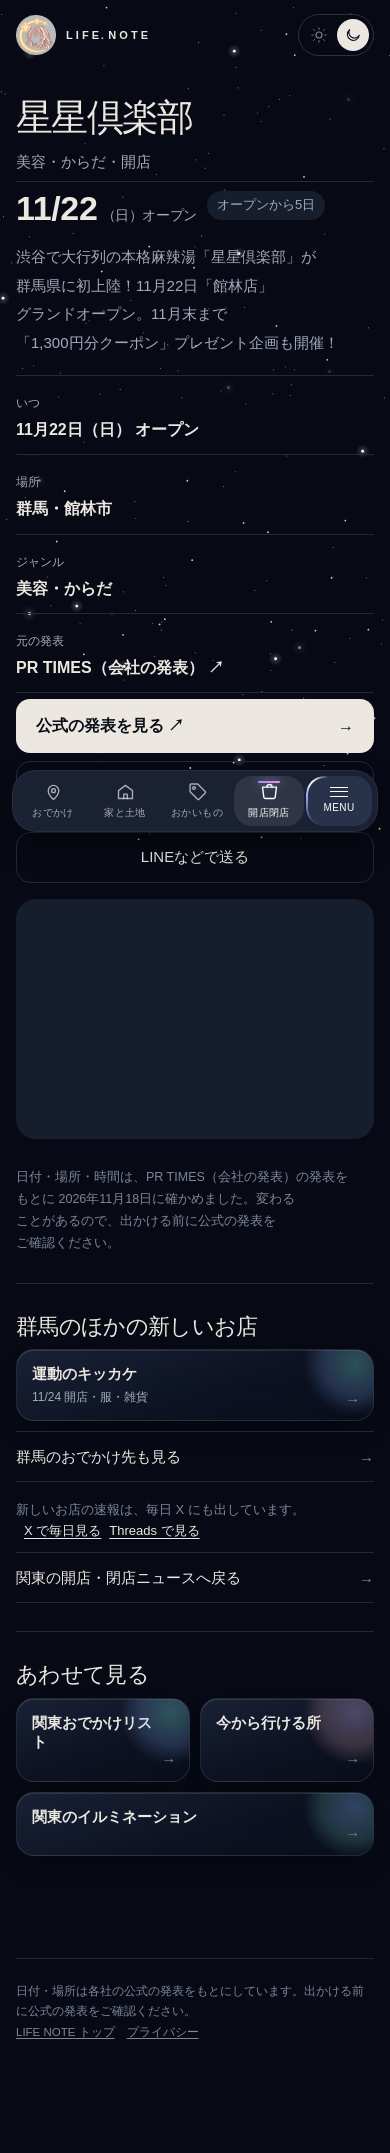 LIFE.NOTE
星星倶楽部
美容・からだ・開店
11/22 （日）オープン オープンから5日
渋谷で大行列の本格麻辣湯「星星倶楽部」が
群馬県に初上陸！11月22日「館林店」
グランドオープン。11月末まで
「1,300円分クーポン」プレゼント企画も開催！
いつ
11月22日（日） オープン
場所
群馬・館林市
ジャンル
美容・からだ
元の発表
PR TIMES（会社の発表） ↗
公式の発表を見る ↗ →
おでかけ 家と土地 おかいもの 開店閉店 MENU
LINEなどで送る
日付・場所・時間は、PR TIMES（会社の発表）の発表を
もとに 2026年11月18日に確かめました。変わる
ことがあるので、出かける前に公式の発表を
ご確認ください。
群馬のほかの新しいお店
運動のキッカケ
11/24 開店・服・雑貨 →
群馬のおでかけ先も見る →
新しいお店の速報は、毎日 X にも出しています。
X で毎日見る Threads で見る
関東の開店・閉店ニュースへ戻る →
あわせて見る
関東おでかけリス
ト →
今から行ける所 →
関東のイルミネーション →
日付・場所は各社の公式の発表をもとにしています。出かける前
に公式の発表をご確認ください。
LIFE NOTE トップ プライバシー